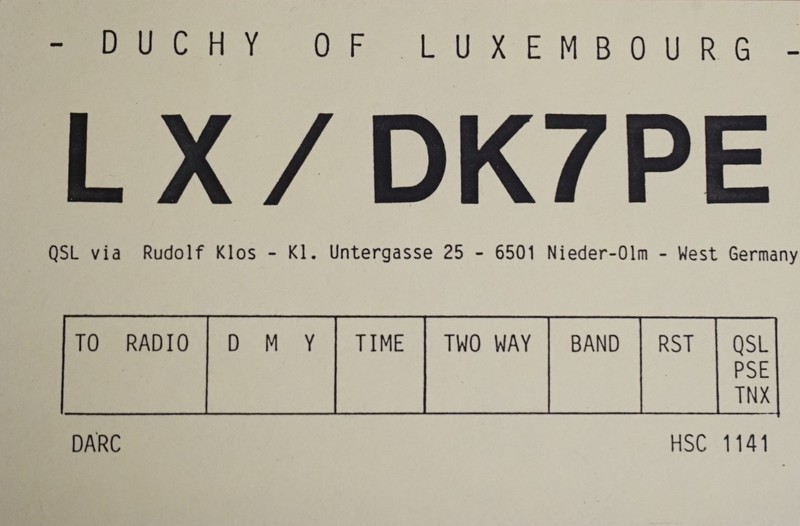 - DUCHY OF LUXEMBOURG -
LX/DK7PE
QSL via Rudolf Klos - Kl. Untergasse 25 - 6501 Nieder-Olm - West Germany
TO RADIO D M Y TIME TWO WAY BAND RST QSL
PSE
TNX
DARC HSC 1141